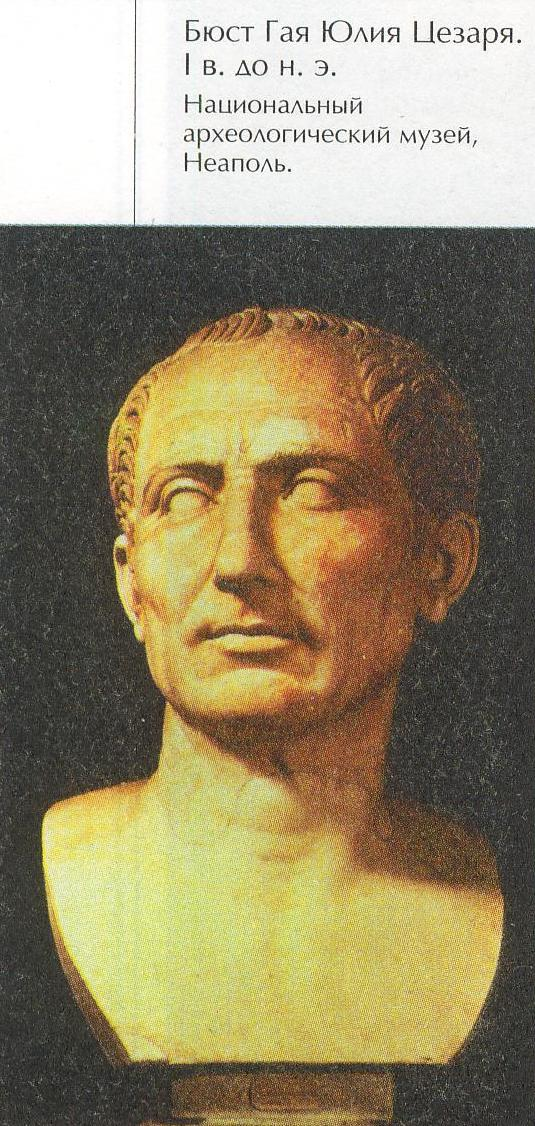 Бюст Гая Юлия Цезаря.
I в. до н. э.
Национальный
археологический музей,
Неаполь.